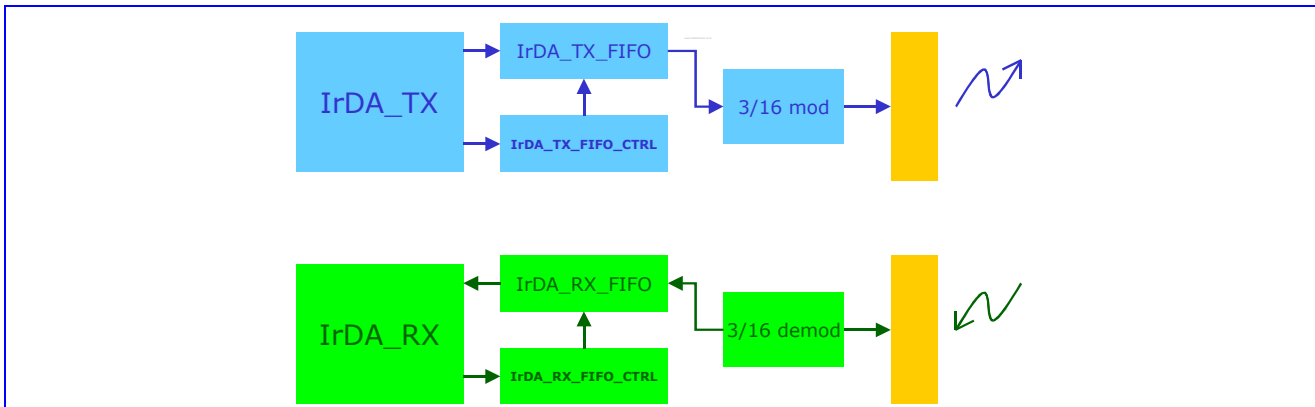 IrDA_TX
IrDA_TX_FIFO
IrDA_TX_FIFO_CTRL
3/16 mod
IrDA_RX
IrDA_RX_FIFO
IrDA_RX_FIFO_CTRL
3/16 demod